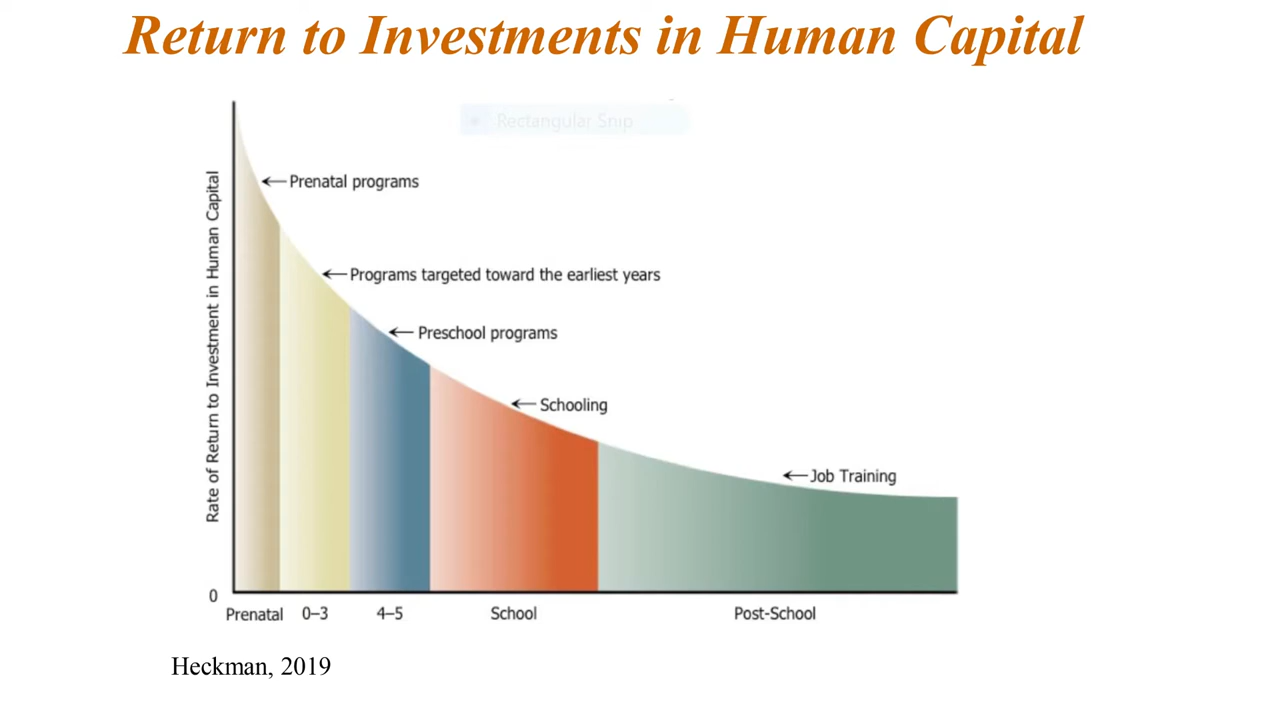 Return to Investments in Human Capital
Rectangular Snip
Rate of Return to Investment in Human Capital
Prenatal programs
Programs targeted toward the earliest years
Preschool programs
Schooling
Job Training
0
Prenatal 0–3 4–5 School Post-School
Heckman, 2019